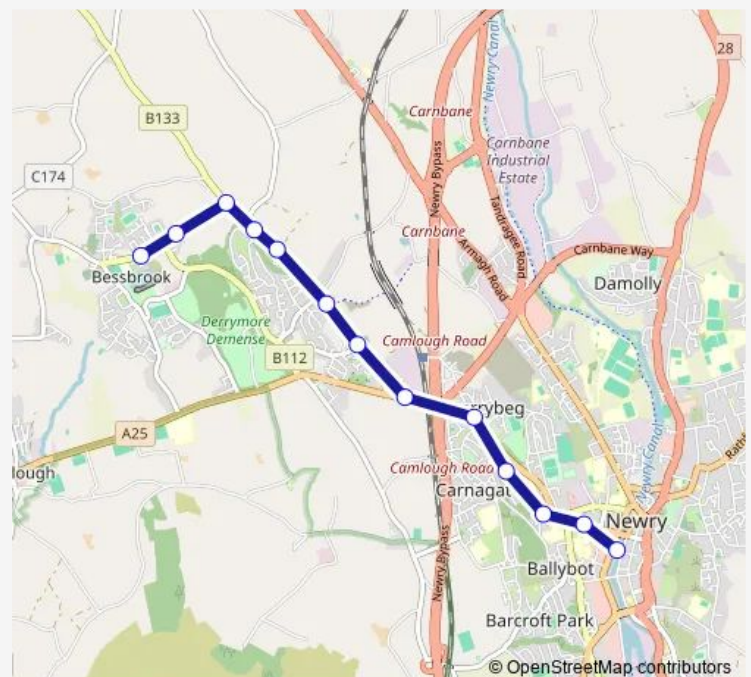 28
B133
Carnbane
Newry Canal
Carnbane
Industrial
Estate
Newry Bypass
C174
Tandragee Road
Carnbane
Armagh Road
Carnbane Way
Bessbrook
Damolly
Derrymore
Demesne
Camlough Road
B112
rrybeg
A25
lough
Camlough Road
Carnagat
Newry Canal
Rath
Newry
Newry Bypass
Ballybot
Barcroft Park
© OpenStreetMap contributors